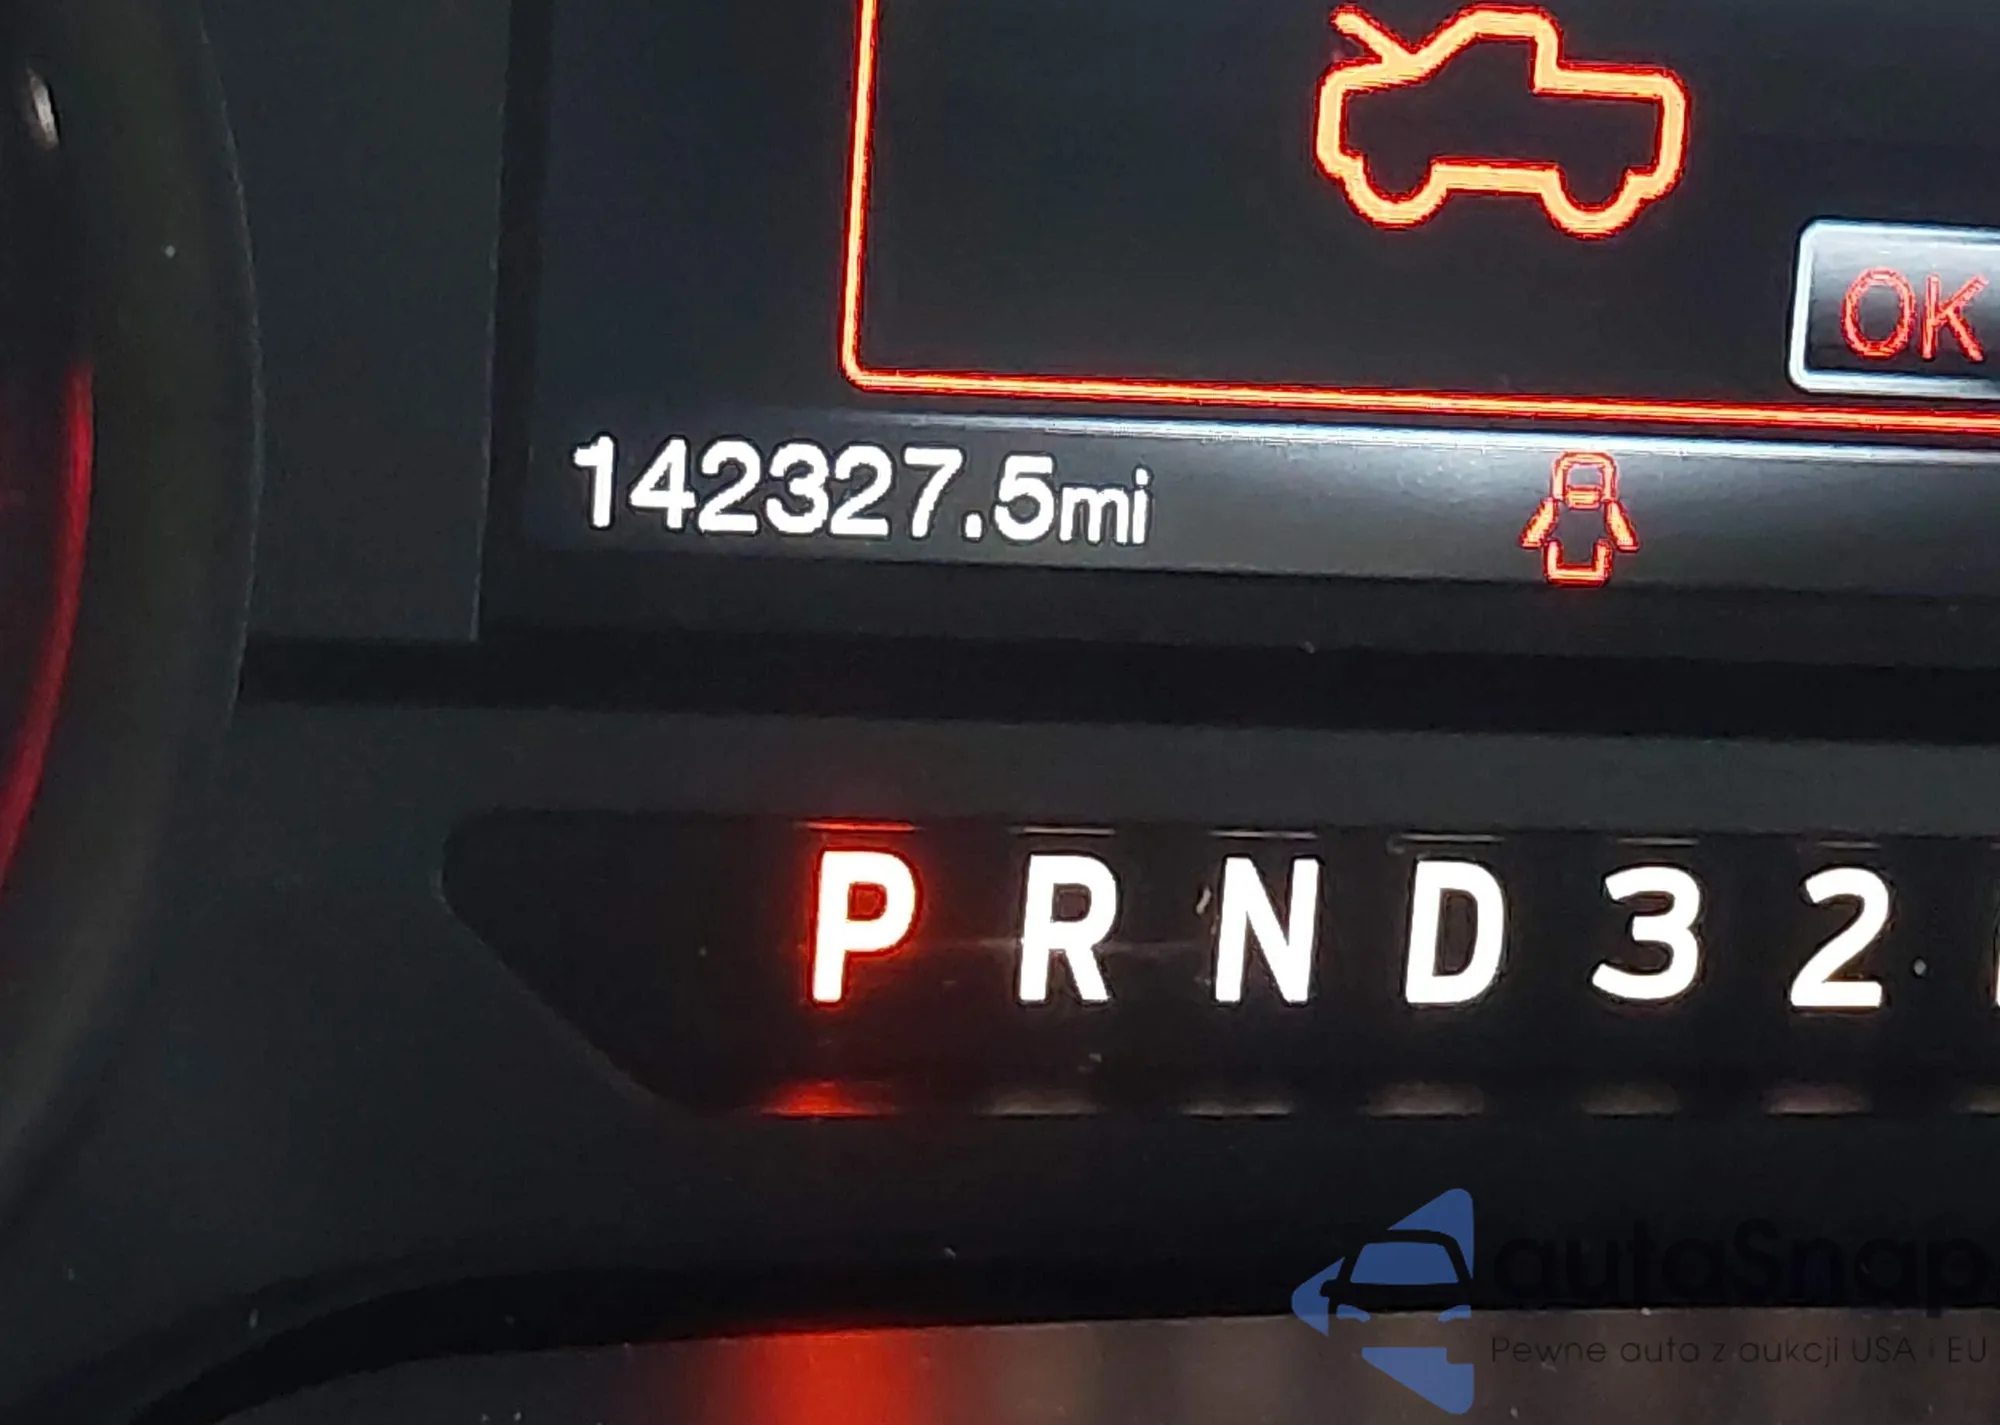 OK
142327.5mi
P R N D 3 2
autoSnap
Pewne auto z aukcji USA i EU